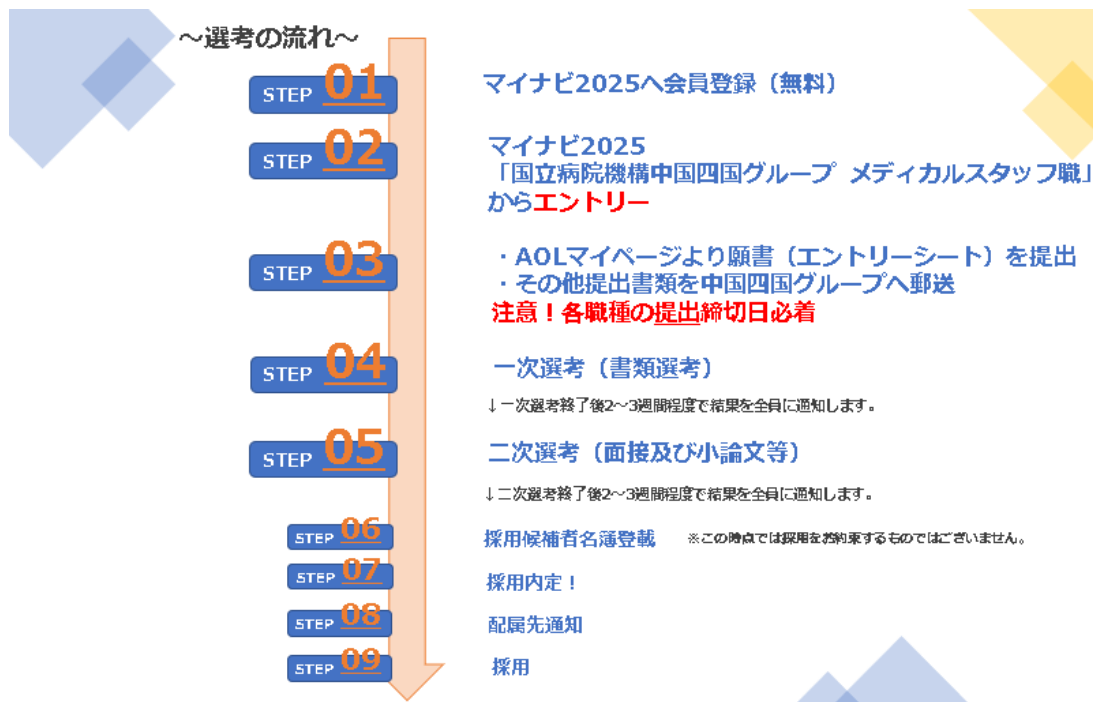 ～選考の流れ～
STEP 01
マイナビ2025へ会員登録（無料）
STEP 02
マイナビ2025
「国立病院機構中国四国グループ メディカルスタッフ職」
からエントリー
STEP 03
・AOLマイページより願書（エントリーシート）を提出
・その他提出書類を中国四国グループへ郵送
注意！各職種の提出締切日必着
STEP 04
一次選考（書類選考）
↓一次選考終了後2～3週間程度で結果を全員に通知します。
STEP 05
二次選考（面接及び小論文等）
↓二次選考終了後2～3週間程度で結果を全員に通知します。
STEP 06
採用候補者名簿登載 ※この時点では採用をお約束するものではございません。
STEP 07
採用内定！
STEP 08
配属先通知
STEP 09
採用